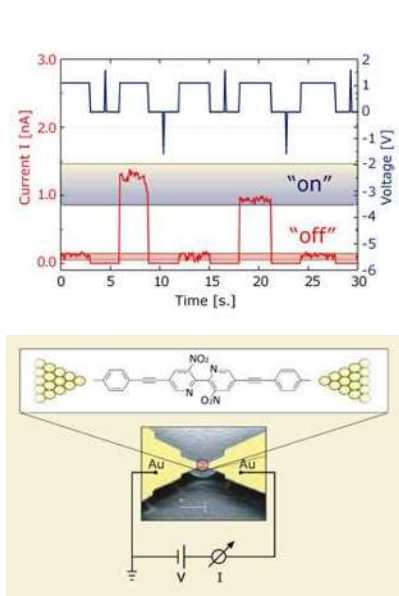 3.0
2.0
1.0
0.0
Current I [nA]
2
1
0
-1
-2
-3
-4
-5
-6
Voltage [V]
"on"
"off"
0 5 10 15 20 25 30
Time [s.]
NO₂
N
N
O₂N
Au Au
V I